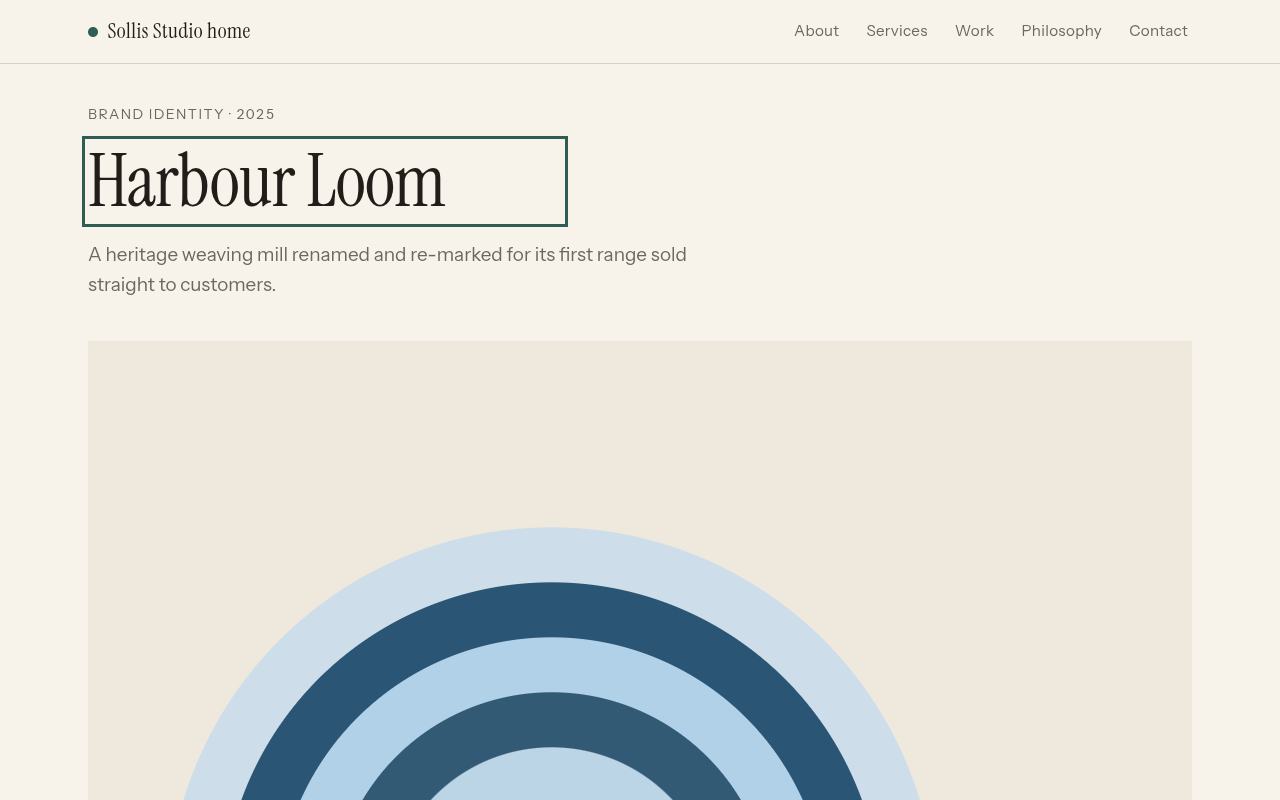 Sollis Studio home
About Services Work Philosophy Contact
BRAND IDENTITY · 2025
Harbour Loom
A heritage weaving mill renamed and re-marked for its first range sold
straight to customers.